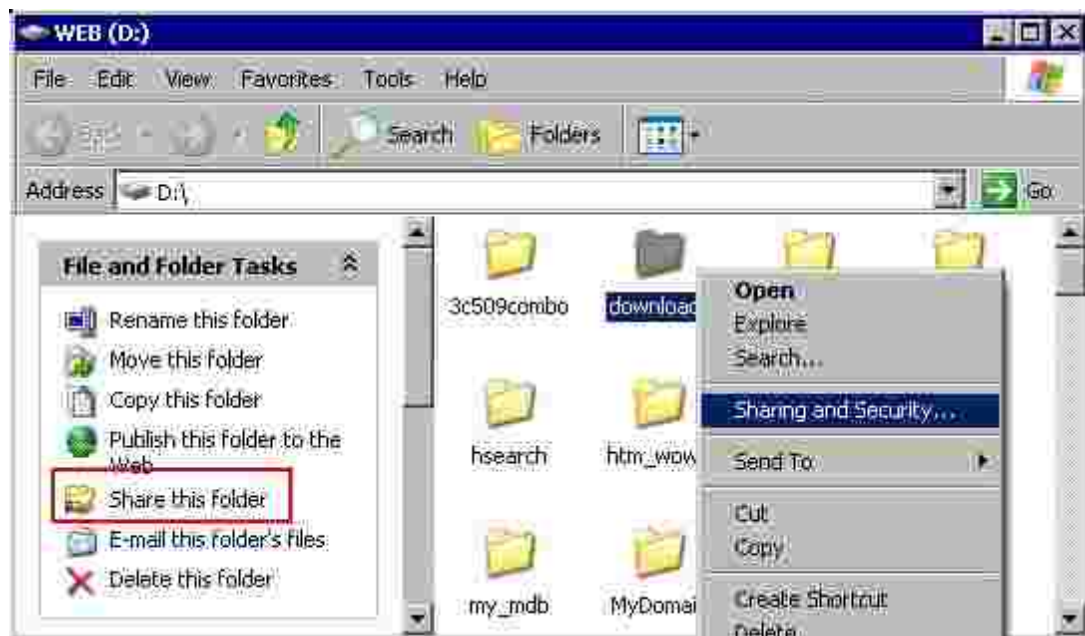 WEB (D:)
File Edit View Favorites Tools Help
Back Search Folders
Address D:\ Go
File and Folder Tasks
Rename this folder
Move this folder
Copy this folder
Publish this folder to the
Web
Share this folder
E-mail this folder's files
Delete this folder
3c509combo download
hsearch htm_wow
my_mdb MyDomai
Open
Explore
Search...
Sharing and Security...
Send To
Cut
Copy
Create Shortcut
Delete